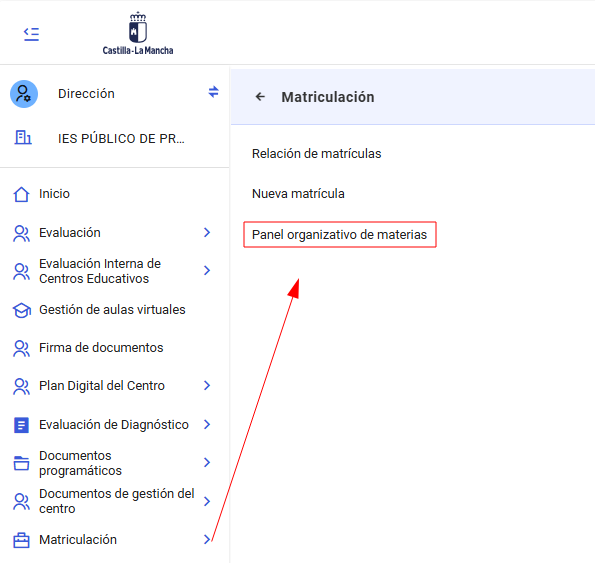 Castilla-La Mancha
Dirección
IES PÚBLICO DE PR...
Inicio
Evaluación
Evaluación Interna de
Centros Educativos
Gestión de aulas virtuales
Firma de documentos
Plan Digital del Centro
Evaluación de Diagnóstico
Documentos
programáticos
Documentos de gestión del
centro
Matriculación
Matriculación
Relación de matrículas
Nueva matrícula
Panel organizativo de materias